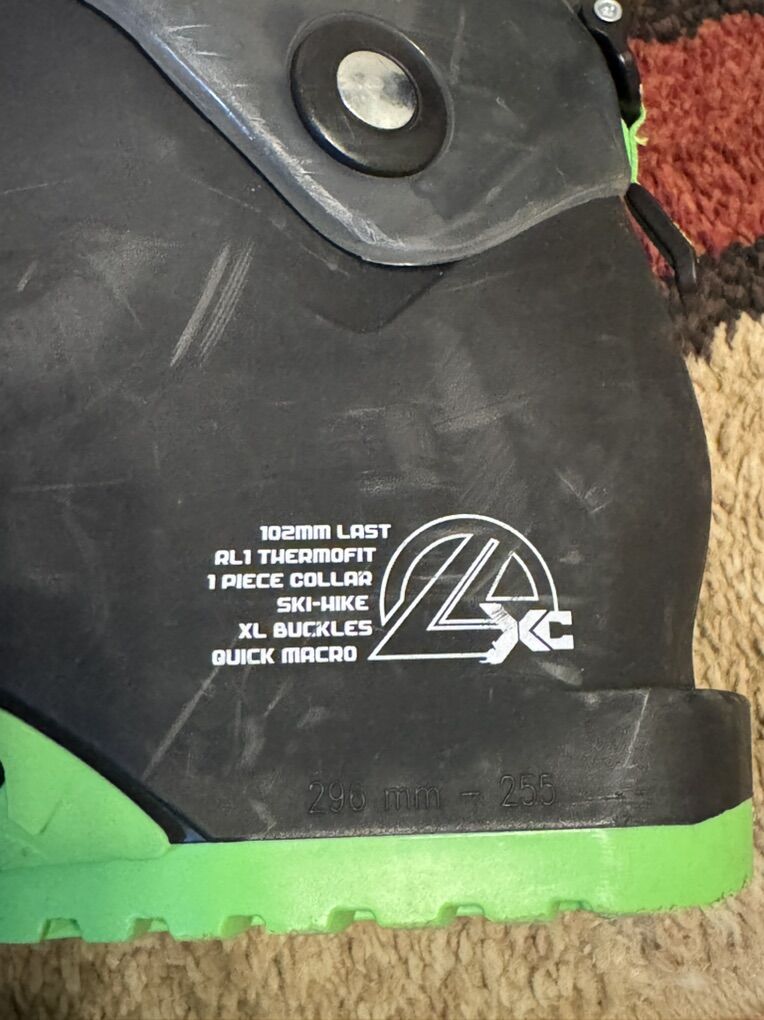 102MM LAST
RL1 THERMOFIT
1 PIECE COLLAR
SKI-HIKE
XL BUCKLES
QUICK MACRO
XC
296 mm - 255